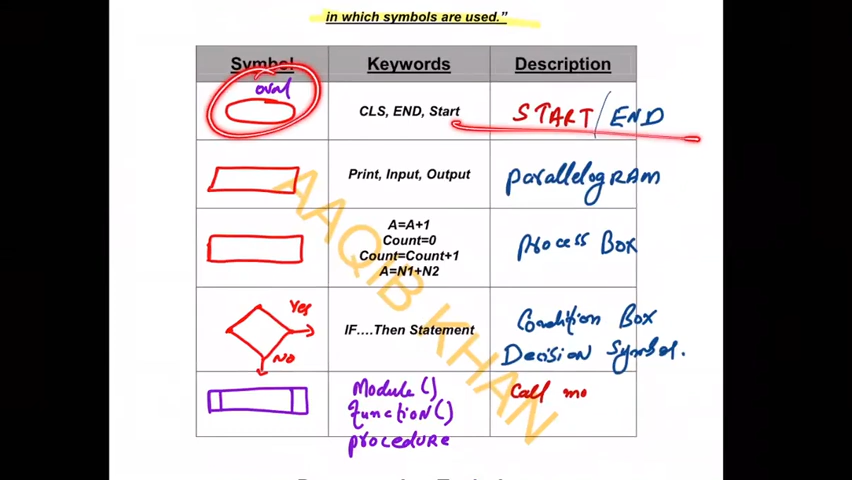 in which symbols are used."
Symbol Keywords Description
oval
CLS, END, Start
START/END
Print, Input, Output
parallelogRAM
A=A+1
Count=0
Count=Count+1
A=N1+N2
process Box
Yes
NO
IF....Then Statement
Condition Box
Decision Symbol.
Module()
function()
procedure
Call mo
AAQIB KHAN